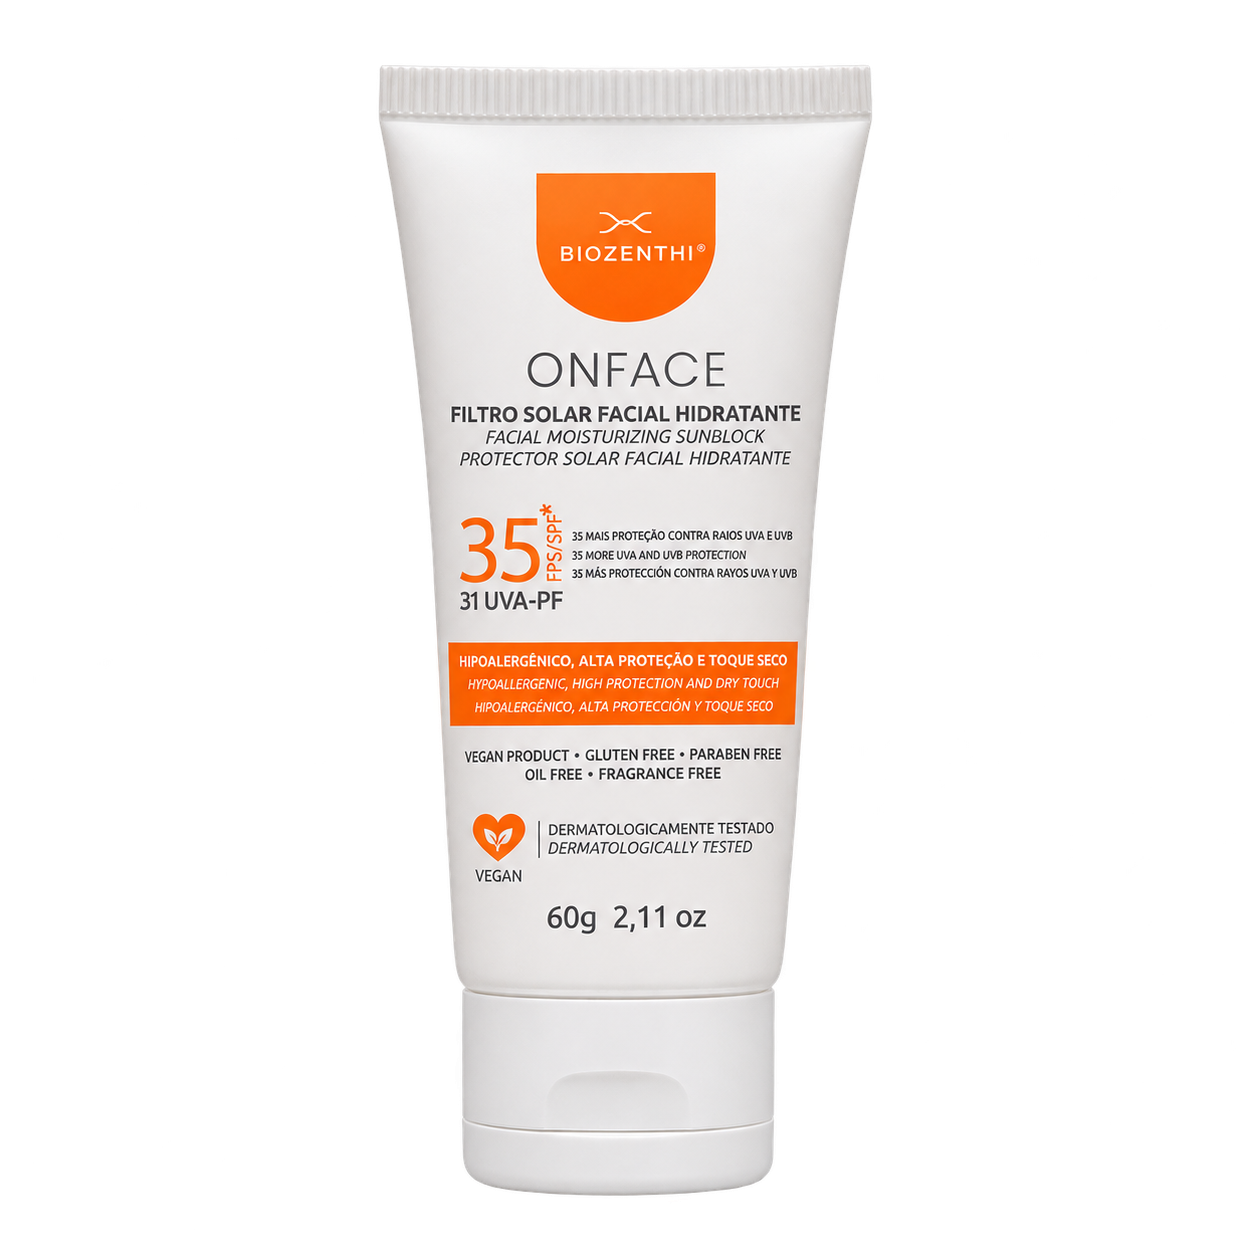 BIOZENTHI®
ONFACE
FILTRO SOLAR FACIAL HIDRATANTE
FACIAL MOISTURIZING SUNBLOCK
PROTECTOR SOLAR FACIAL HIDRATANTE
35 FPS/SPF*
31 UVA-PF
35 MAIS PROTEÇÃO CONTRA RAIOS UVA E UVB
35 MORE UVA AND UVB PROTECTION
35 MÁS PROTECCIÓN CONTRA RAYOS UVA Y UVB
HIPOALERGÊNICO, ALTA PROTEÇÃO E TOQUE SECO
HYPOALLERGENIC, HIGH PROTECTION AND DRY TOUCH
HIPOALERGÉNICO, ALTA PROTECCIÓN Y TOQUE SECO
VEGAN PRODUCT • GLUTEN FREE • PARABEN FREE
OIL FREE • FRAGRANCE FREE
VEGAN
DERMATOLOGICAMENTE TESTADO
DERMATOLOGICALLY TESTED
60g 2,11 oz